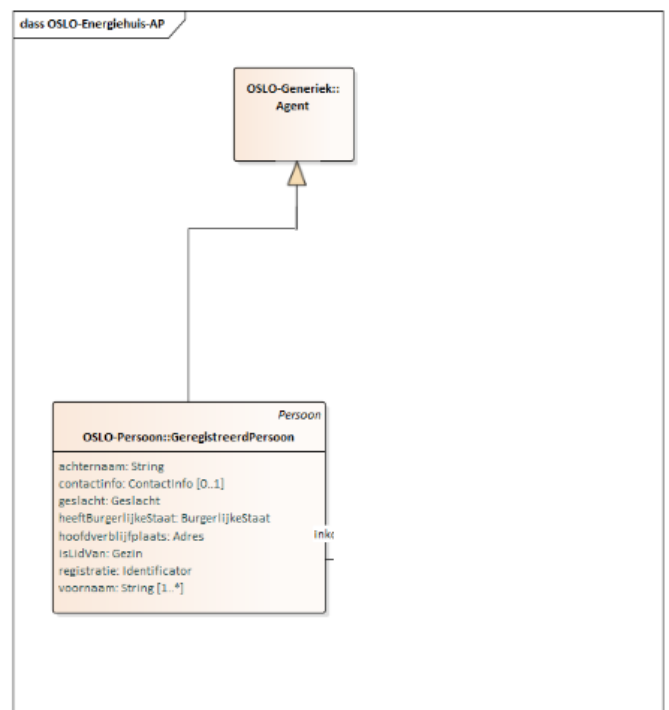 class OSLO-Energiehuis-AP
OSLO-Generiek::
Agent
Persoon
OSLO-Persoon::GeregistreerdPersoon
achternaam: String
contactinfo: ContactInfo [0..1]
geslacht: Geslacht
heeftBurgerlijkeStaat: BurgerlijkeStaat
hoofdverblijfplaats: Adres
isLidVan: Gezin
registratie: Identificator
voornaam: String [1..*]